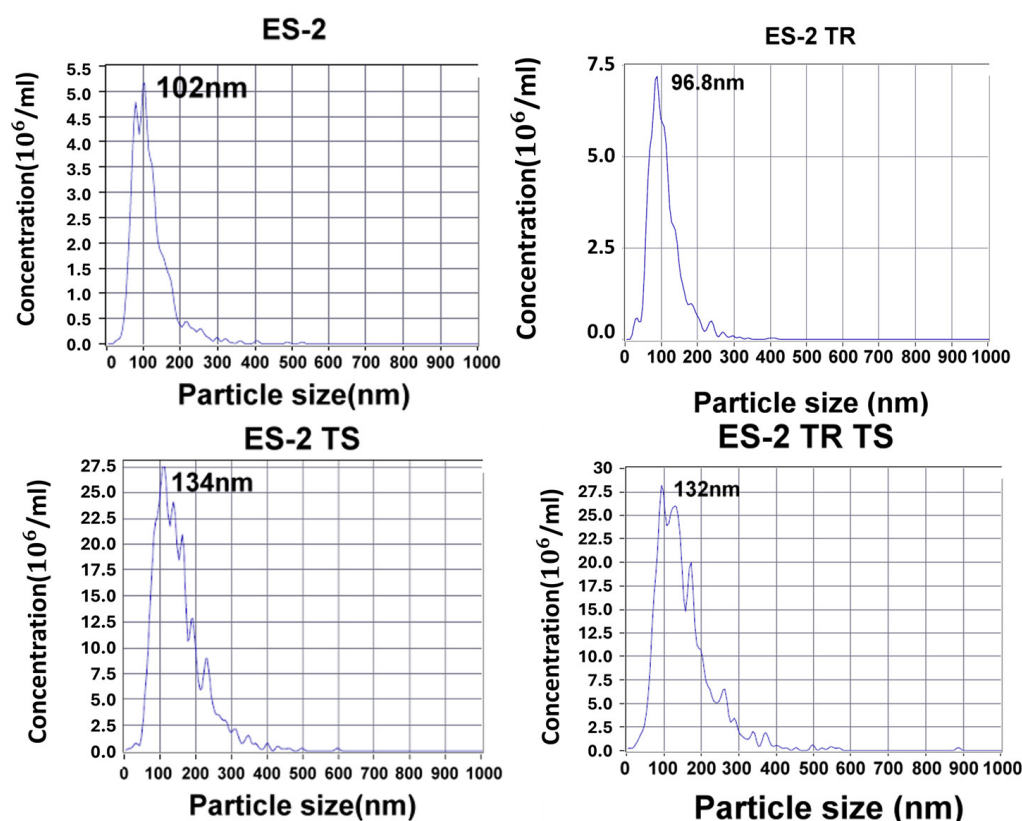 ES-2
Concentration(10⁶/ml)
5.5
5.0
4.5
4.0
3.5
3.0
2.5
2.0
1.5
1.0
0.5
0.0
102nm
0 100 200 300 400 500 600 700 800 900 1000
Particle size(nm)
ES-2 TR
Concentration(10⁶/ml)
7.5
5.0
2.5
0.0
96.8nm
0 100 200 300 400 500 600 700 800 900 1000
Particle size (nm)
ES-2 TS
Concentration(10⁶/ml)
27.5
25.0
22.5
20.0
17.5
15.0
12.5
10.0
7.5
5.0
2.5
0.0
134nm
0 100 200 300 400 500 600 700 800 900 1000
Particle size(nm)
ES-2 TR TS
Concentration(10⁶/ml)
30
27.5
25.0
22.5
20.0
17.5
15.0
12.5
10.0
7.5
5.0
2.5
0.0
132nm
0 100 200 300 400 500 600 700 800 900 1000
Particle size (nm)